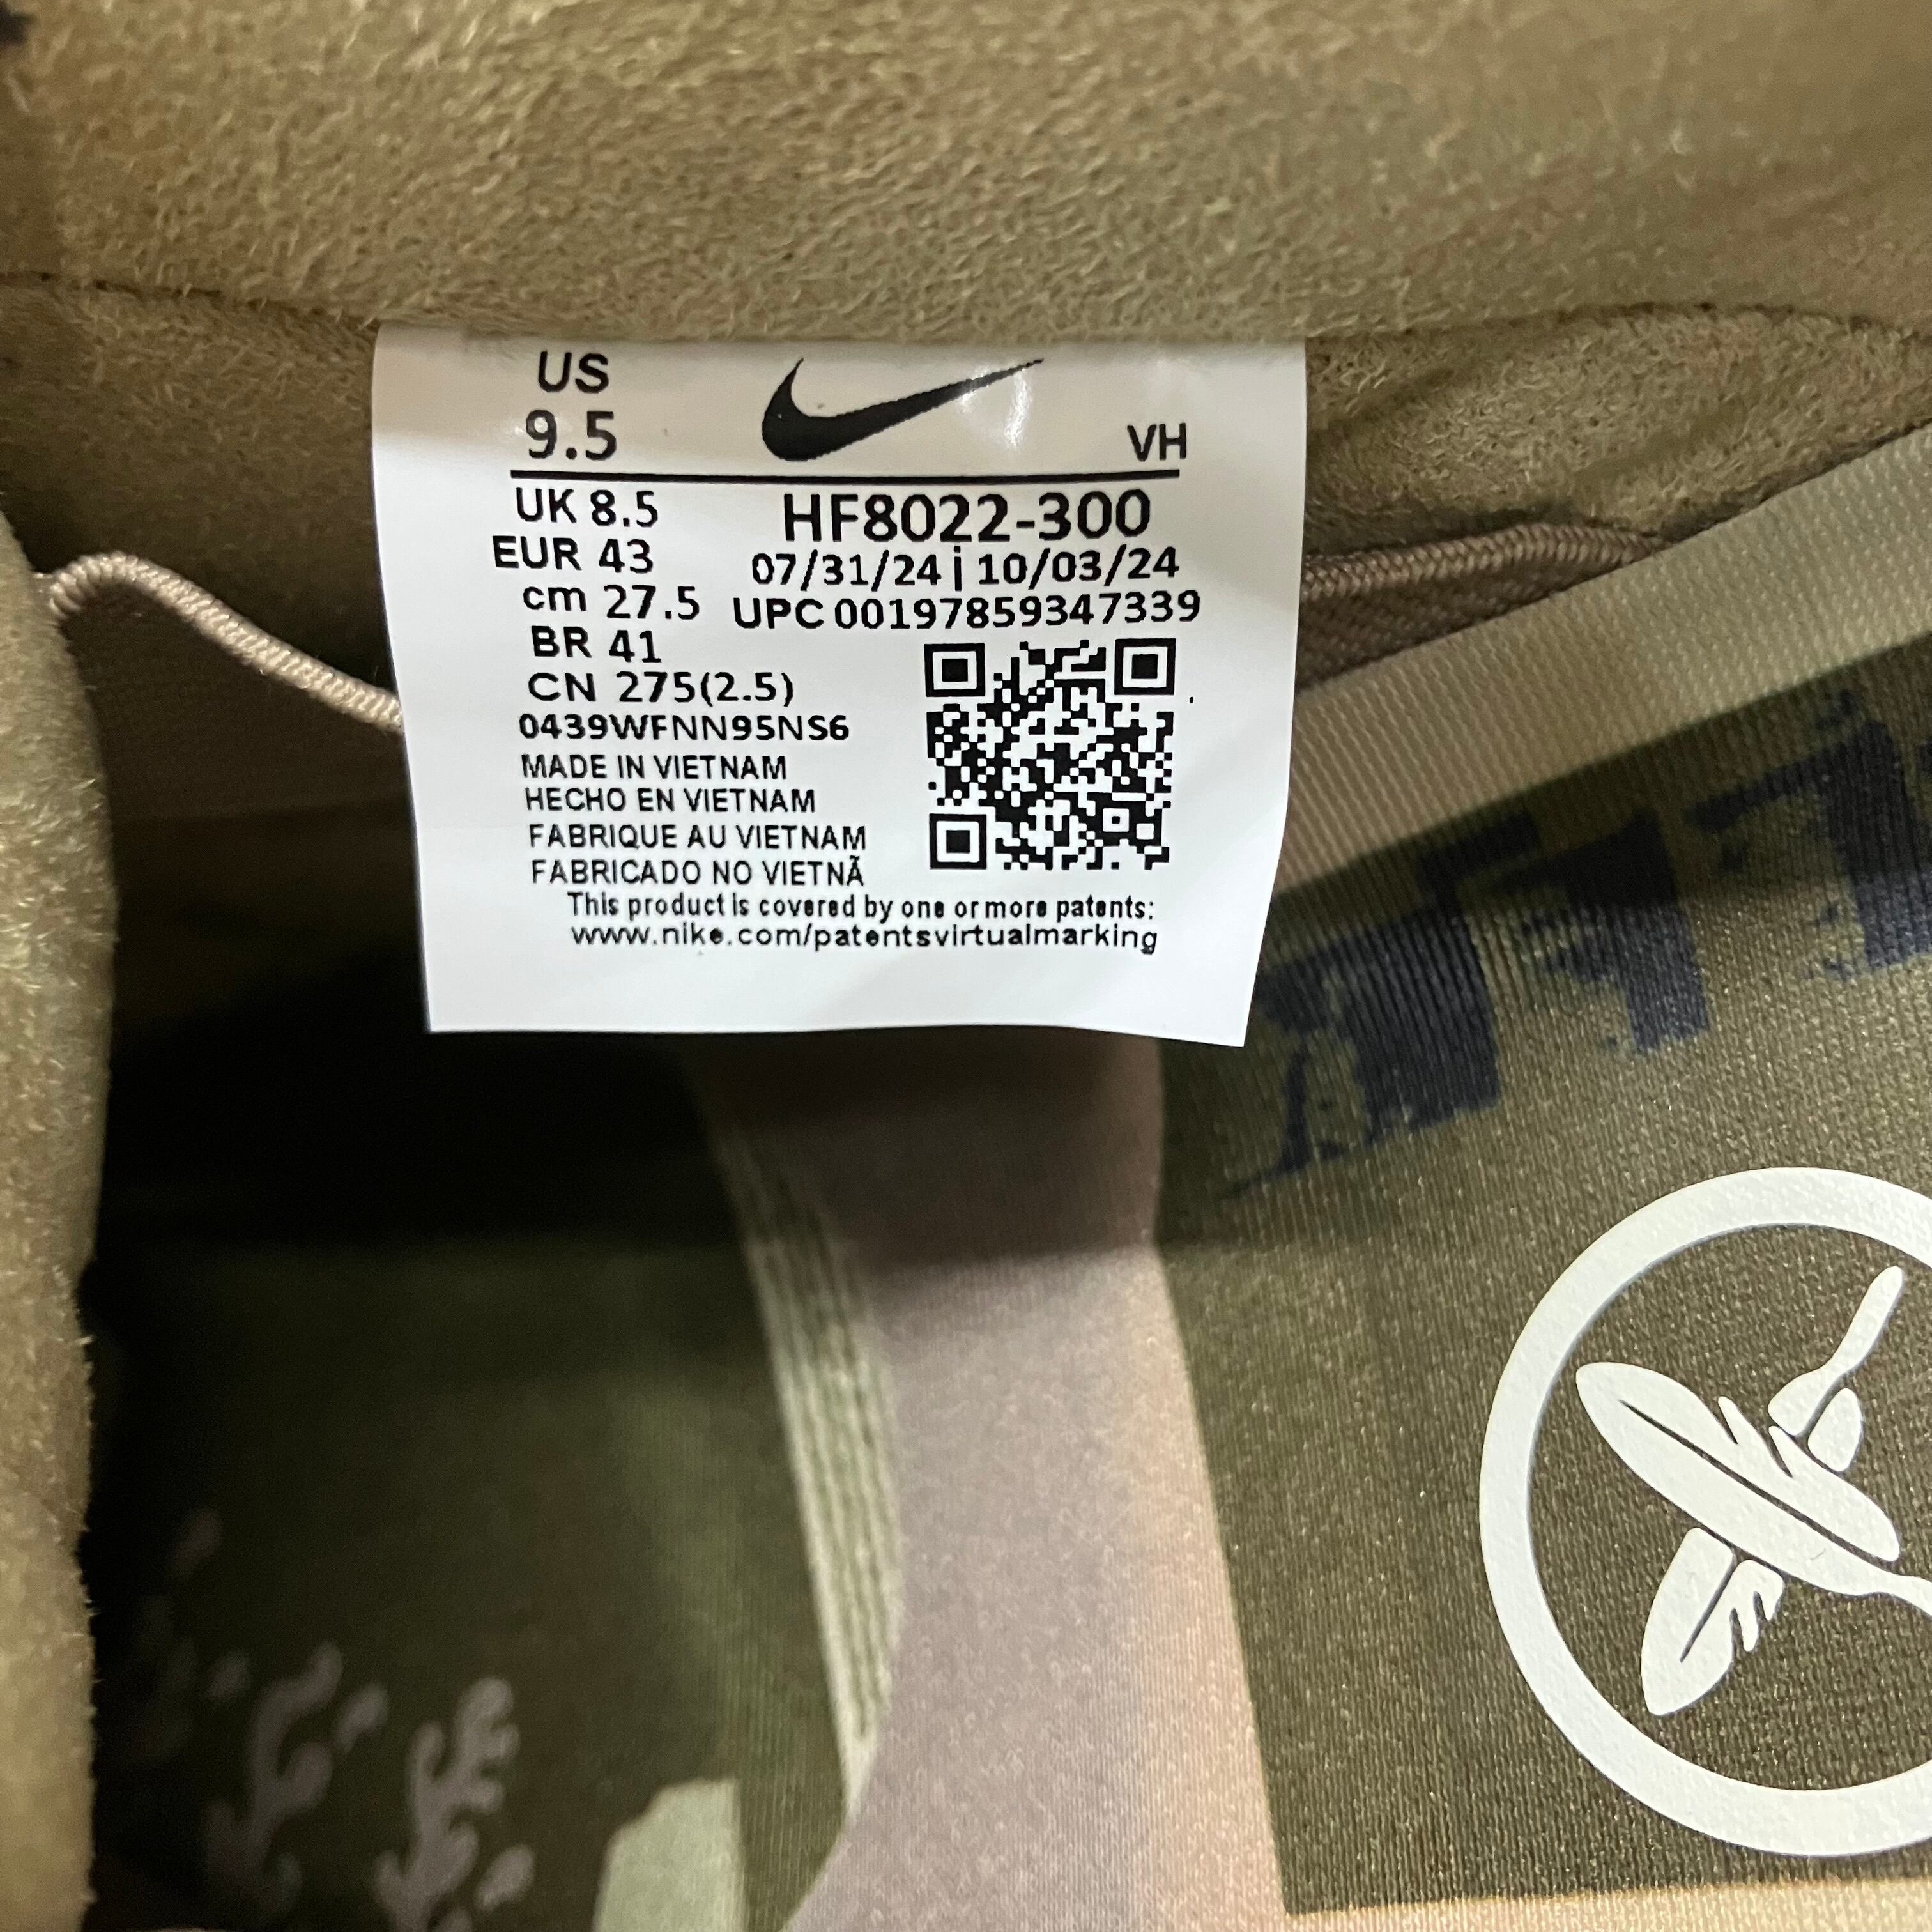 US
9.5
VH
UK 8.5
HF8022-300
EUR 43
07/31/24 | 10/03/24
cm 27.5
UPC 00197859347339
BR 41
CN 275(2.5)
0439WFNN95NS6
MADE IN VIETNAM
HECHO EN VIETNAM
FABRIQUE AU VIETNAM
FABRICADO NO VIETNÃ
This product is covered by one or more patents:
www.nike.com/patentsvirtualmarking